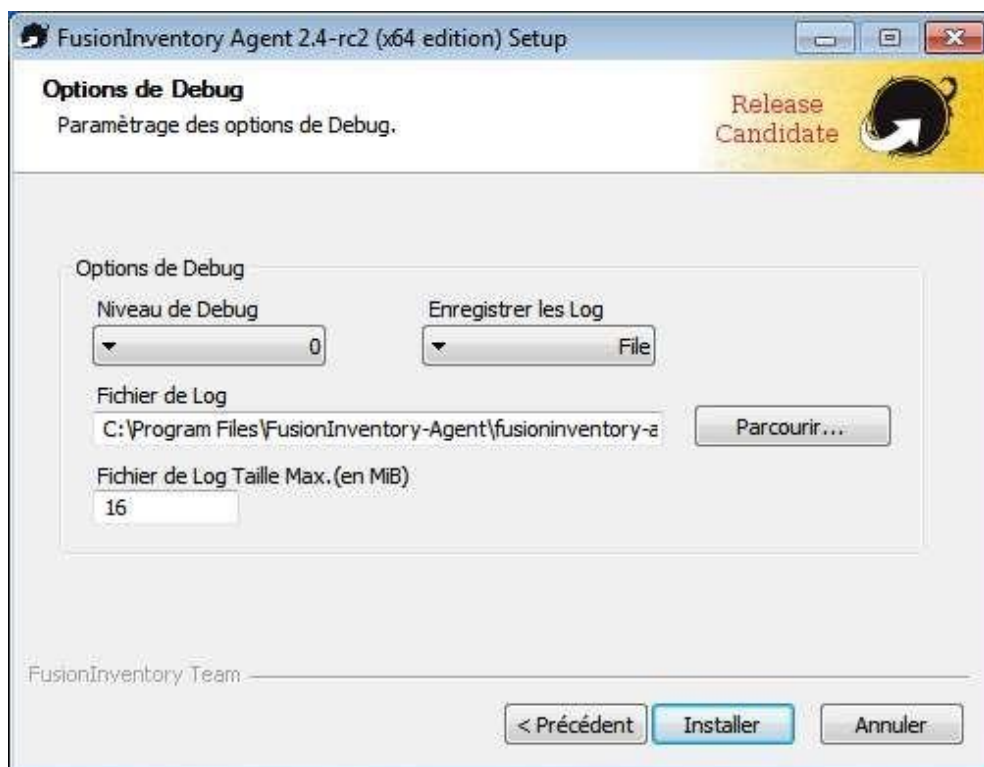 FusionInventory Agent 2.4-rc2 (x64 edition) Setup
Options de Debug
Paramètrage des options de Debug.
Release
Candidate
Options de Debug
Niveau de Debug
Enregistrer les Log
0
File
Fichier de Log
C:\Program Files\FusionInventory-Agent\fusioninventory-a
Parcourir...
Fichier de Log Taille Max.(en MiB)
16
FusionInventory Team
< Précédent
Installer
Annuler